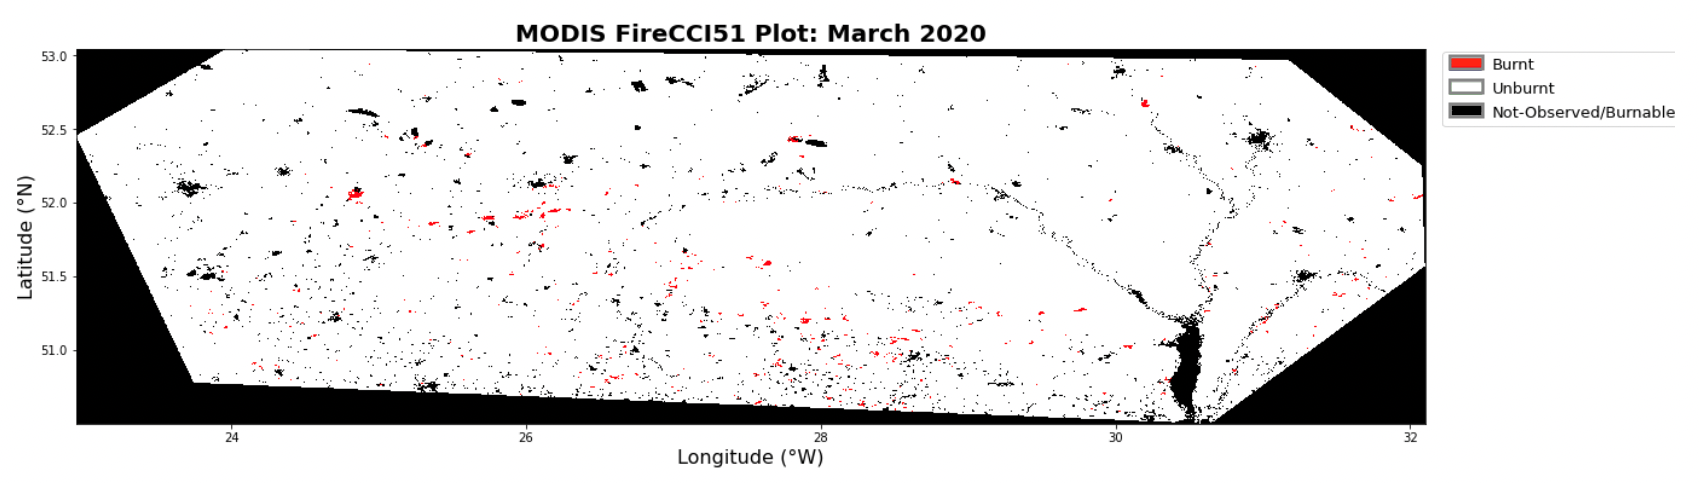 MODIS FireCCI51 Plot: March 2020
Burnt
Unburnt
Not-Observed/Burnable
Latitude (°N)
53.0
52.5
52.0
51.5
51.0
24
26
28
30
32
Longitude (°W)